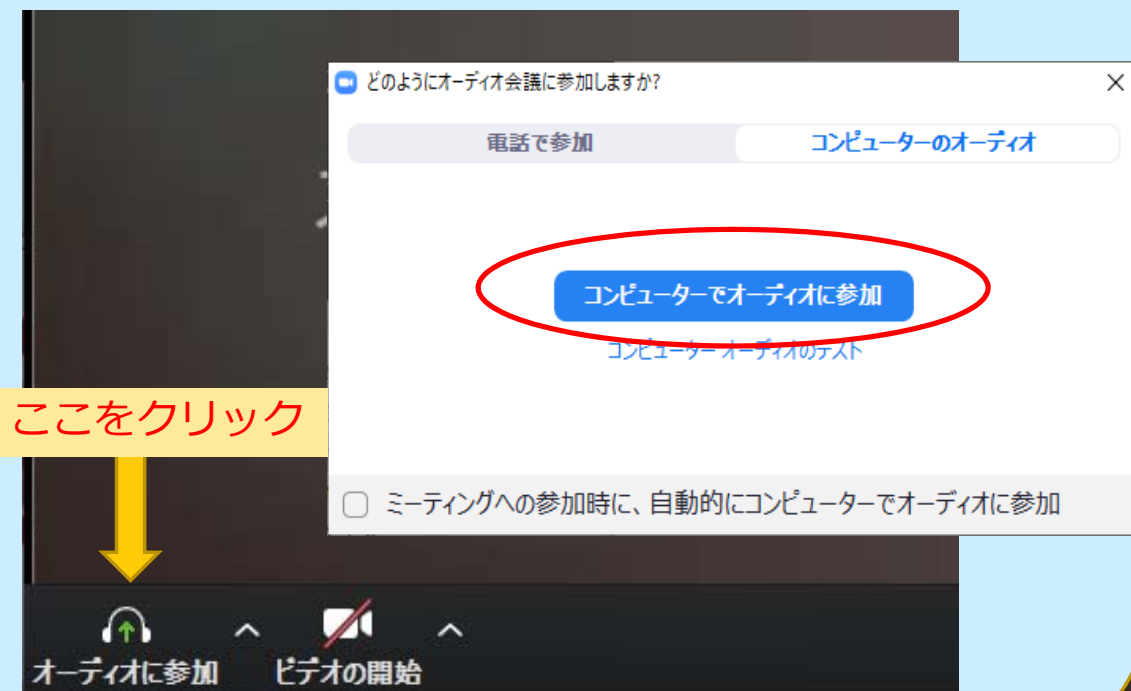 どのようにオーディオ会議に参加しますか?
電話で参加
コンピューターのオーディオ
コンピューターでオーディオに参加
コンピューター オーディオのテスト
ここをクリック
ミーティングへの参加時に、自動的にコンピューターでオーディオに参加
オーディオに参加
ビデオの開始